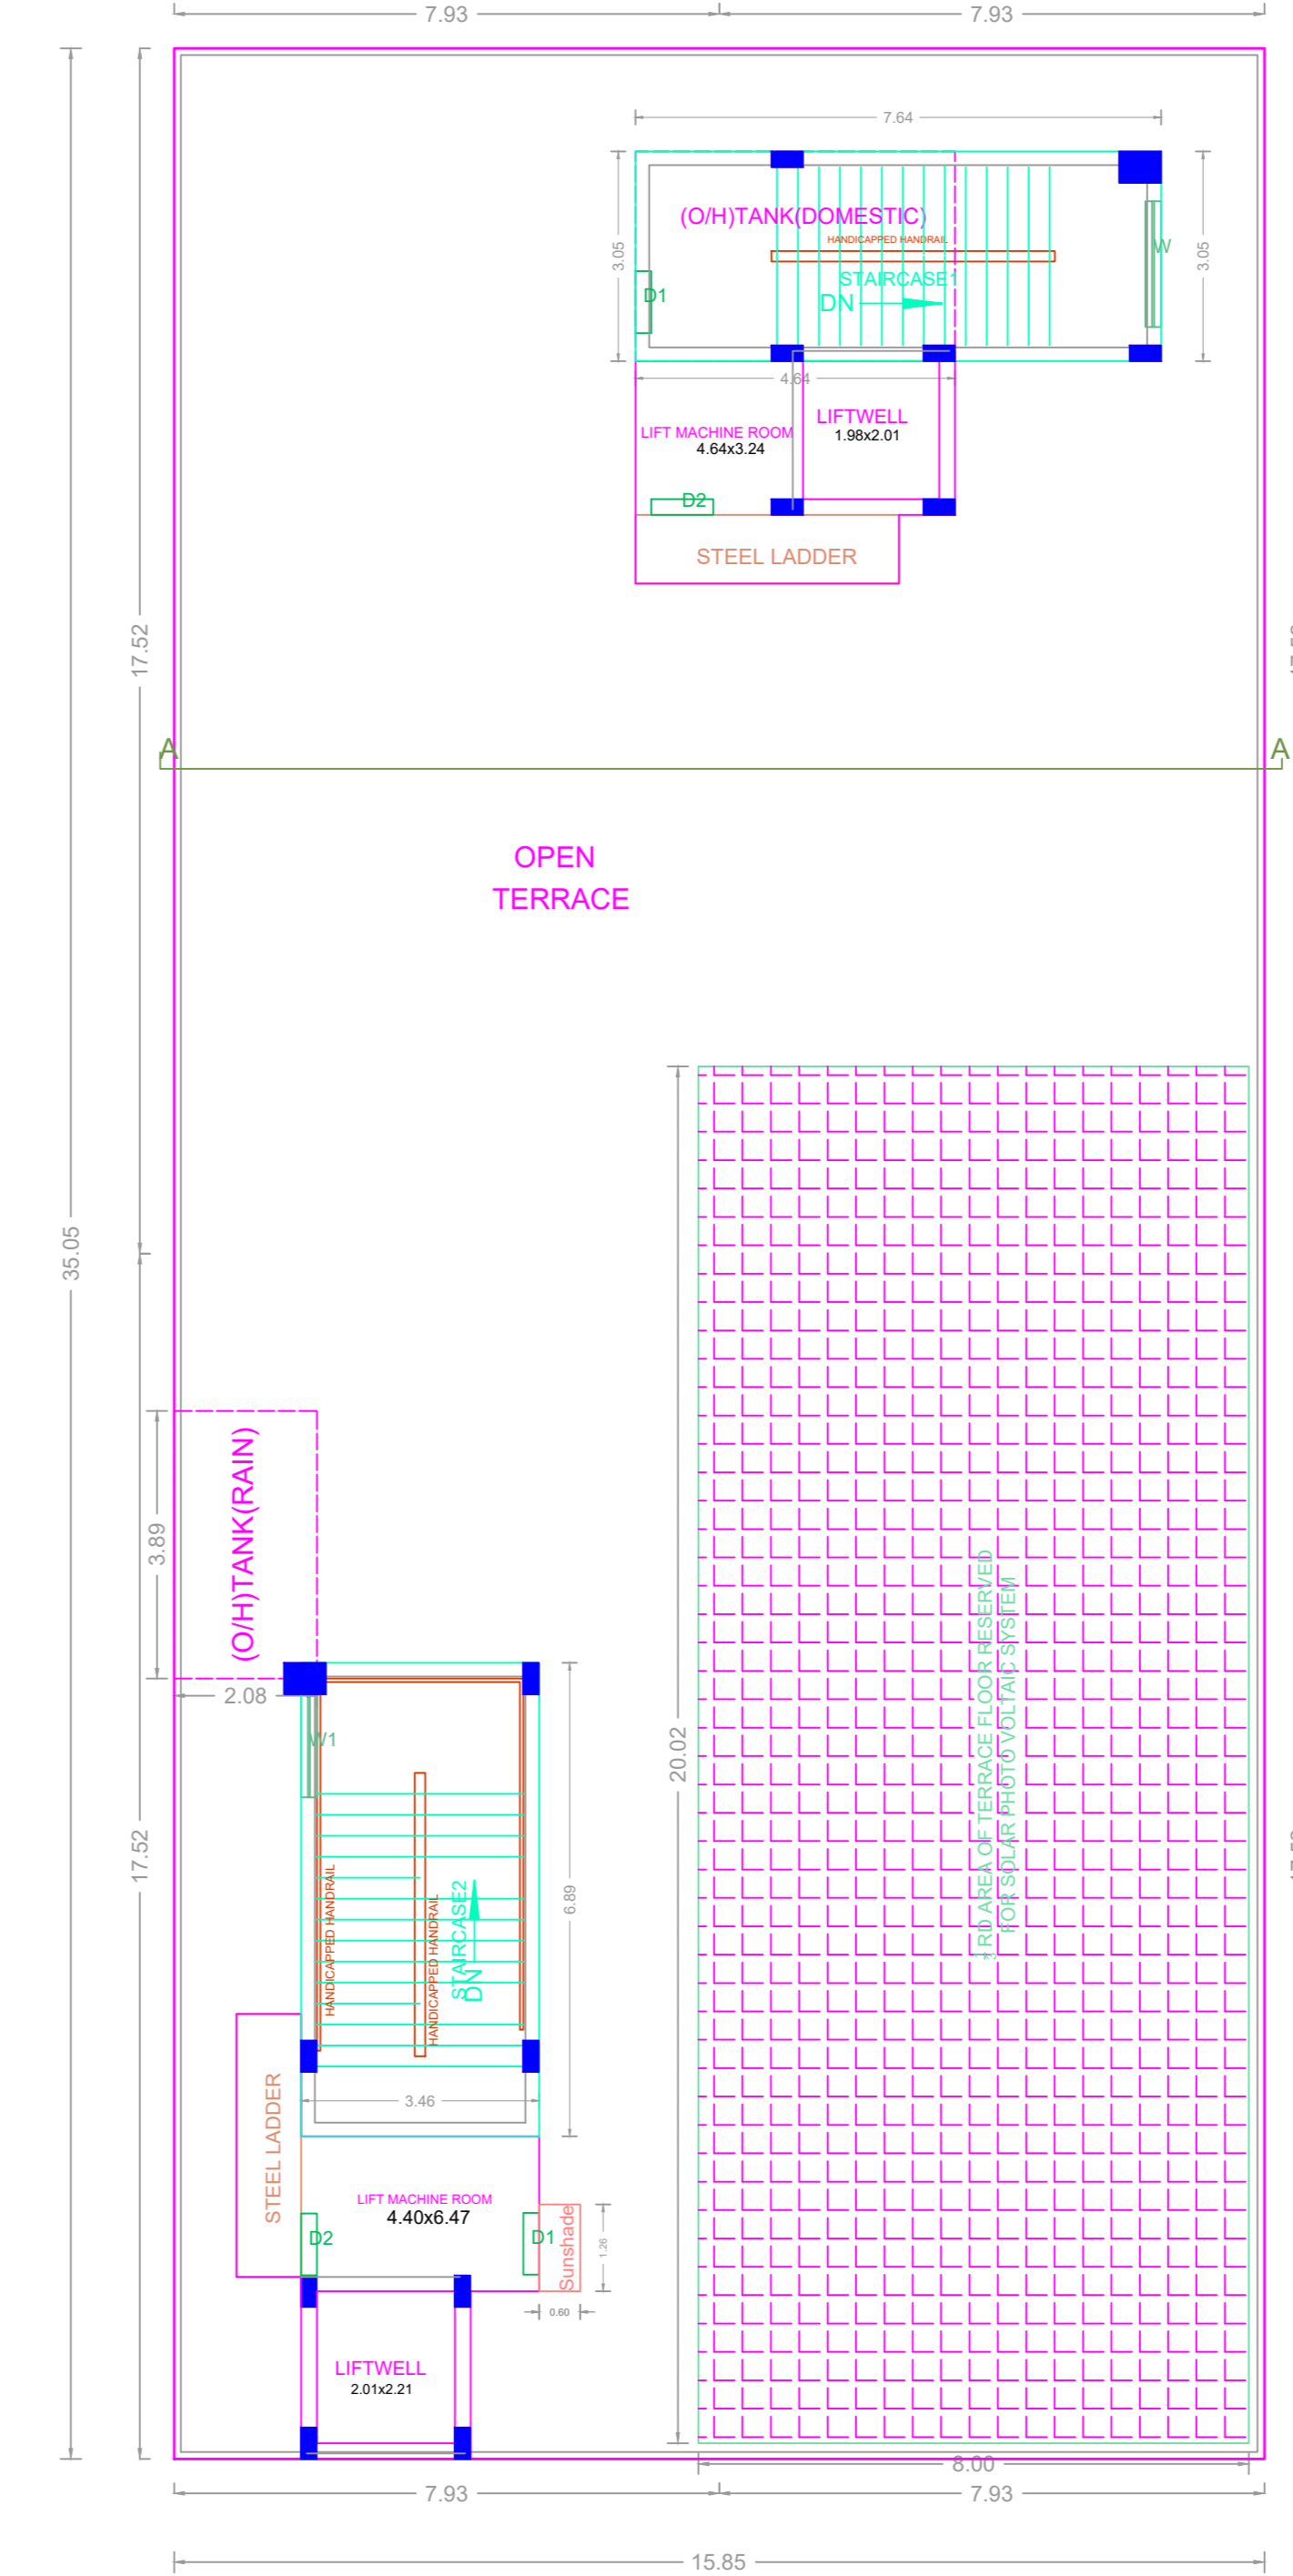 7.93
7.93
7.64
(O/H)TANK(DOMESTIC)
HANDICAPPED HANDRAIL
3.05
W
3.05
STAIRCASE1
D1
DN
4.64
LIFTWELL
1.98x2.01
LIFT MACHINE ROOM
4.64x3.24
D2
STEEL LADDER
17.52
A
A
OPEN
TERRACE
35.05
(O/H)TANK(RAIN)
3.89
2.08
W1
20.02
RD AREA OF TERRACE FLOOR RESERVED
FOR SOLAR PHOTO VOLTAIC SYSTEM
17.52
6.89
HANDICAPPED HANDRAIL
HANDICAPPED HANDRAIL
STAIRCASE2
DN
3.46
STEEL LADDER
LIFT MACHINE ROOM
4.40x6.47
D2
D1
Sunshade
1.26
0.60
LIFTWELL
2.01x2.21
8.00
7.93
7.93
15.85